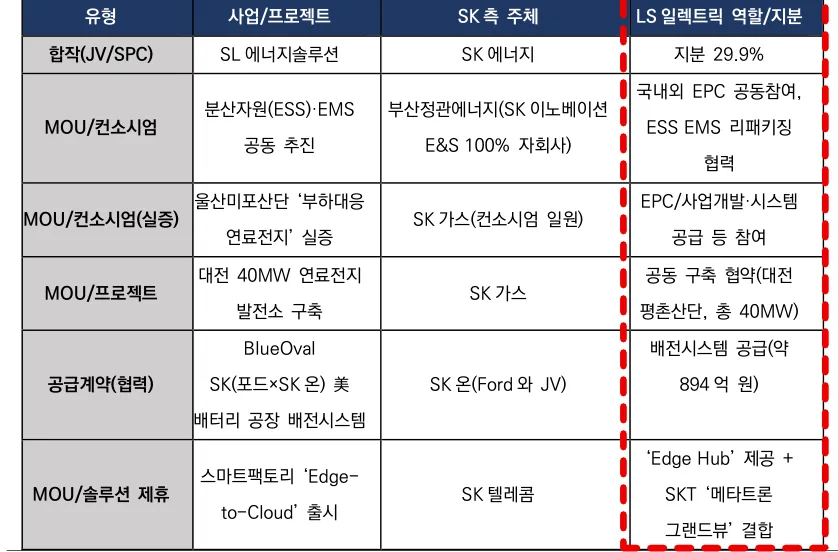 유형 사업/프로젝트 SK 측 주체 LS 일렉트릭 역할/지분
합작(JV/SPC) SL 에너지솔루션 SK 에너지 지분 29.9%
MOU/컨소시엄
분산자원(ESS)·EMS
공동 추진
부산정관에너지(SK 이노베이션
E&S 100% 자회사)
국내외 EPC 공동참여,
ESS EMS 리패키징
협력
MOU/컨소시엄(실증)
울산미포산단 ‘부하대응
연료전지’ 실증
SK 가스(컨소시엄 일원)
EPC/사업개발·시스템
공급 등 참여
MOU/프로젝트
대전 40MW 연료전지
발전소 구축
SK 가스
공동 구축 협약(대전
평촌산단, 총 40MW)
공급계약(협력)
BlueOval
SK(포드×SK 온) 美
배터리 공장 배전시스템
SK 온(Ford 와 JV)
배전시스템 공급(약
894 억 원)
MOU/솔루션 제휴
스마트팩토리 ‘Edge-
to-Cloud’ 출시
SK 텔레콤
‘Edge Hub’ 제공 +
SKT ‘메타트론
그랜드뷰’ 결합